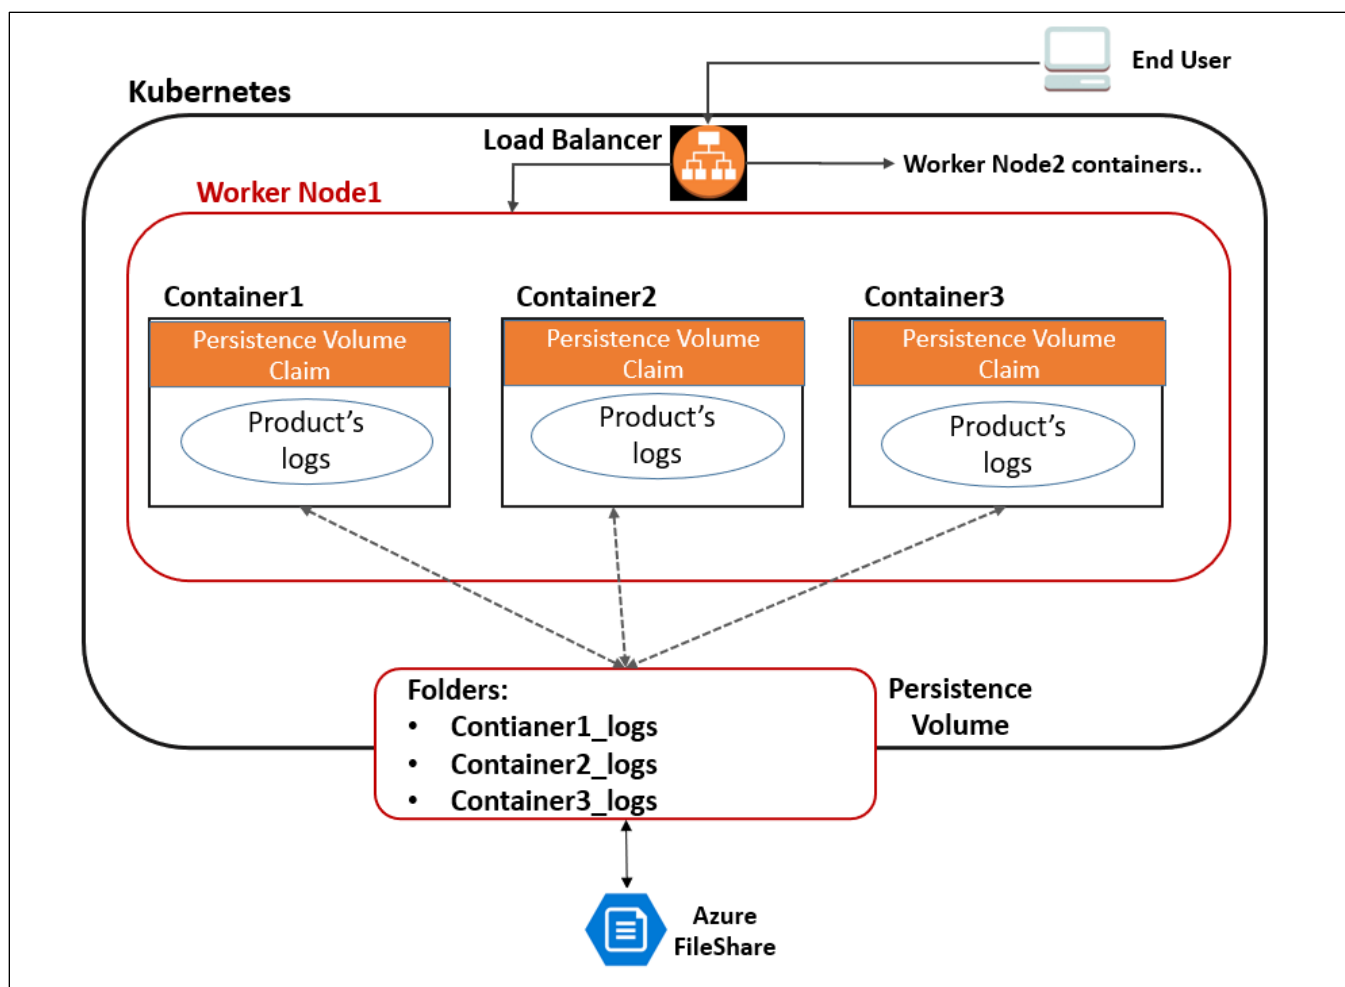 End User
Kubernetes
Load Balancer
Worker Node2 containers..
Worker Node1
Container1
Container2
Container3
Persistence Volume
Claim
Persistence Volume
Claim
Persistence Volume
Claim
Product’s
logs
Product’s
logs
Product’s
logs
Folders:
• Contianer1_logs
• Container2_logs
• Container3_logs
Persistence
Volume
Azure
FileShare